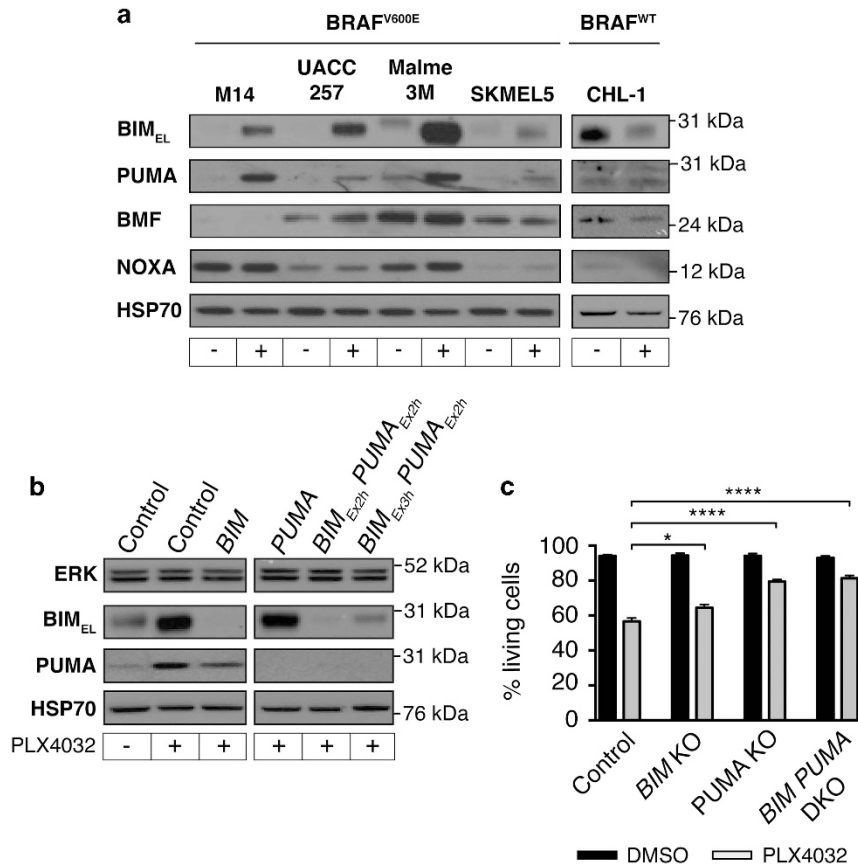 a
BRAF^V600E BRAF^WT
M14 UACC 257 Malme 3M SKMEL5 CHL-1
BIM_EL 31 kDa
PUMA 31 kDa
BMF 24 kDa
NOXA 12 kDa
HSP70 76 kDa
- + - + - + - + - +
b
Control Control BIM PUMA BIM_Ex2h PUMA_Ex2h BIM_Ex3h PUMA_Ex2h
ERK 52 kDa
BIM_EL 31 kDa
PUMA 31 kDa
HSP70 76 kDa
PLX4032 - + + + + +
c
****
****
*
% living cells
100
80
60
40
20
0
Control BIM KO PUMA KO BIM PUMA DKO
DMSO PLX4032